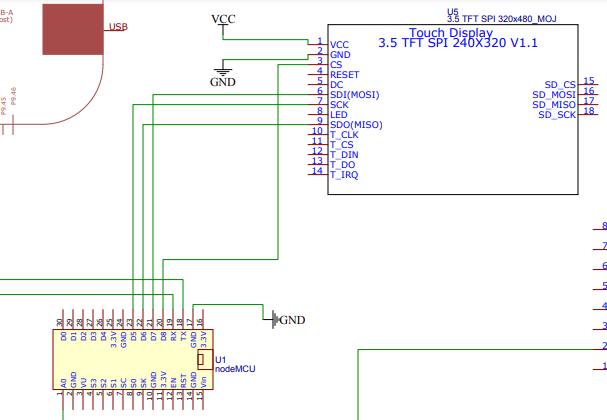 B-A
ost)
USB
P9.45
P9.46
VCC
GND
U5
3.5 TFT SPI 320x480_MOJ
Touch Display
3.5 TFT SPI 240X320 V1.1
1 VCC
2 GND
3 CS
4 RESET
5 DC
6 SDI(MOSI)
7 SCK
8 LED
9 SDO(MISO)
10 T_CLK
11 T_CS
12 T_DIN
13 T_DO
14 T_IRQ
SD_CS 15
SD_MOSI 16
SD_MISO 17
SD_SCK 18
8
7
6
5
4
3
2
1
GND
30 29 28 27 26 25 24 23 22 21 20 19 18 17 16
D0 D1 D2 D3 D4 3.3V GND D5 D6 D7 D8 RX TX GND 3.3V
U1
nodeMCU
A0 GND VU S3 S2 S1 SC S0 SK GND 3.3V EN RST GND Vin
1 2 3 4 5 6 7 8 9 10 11 12 13 14 15